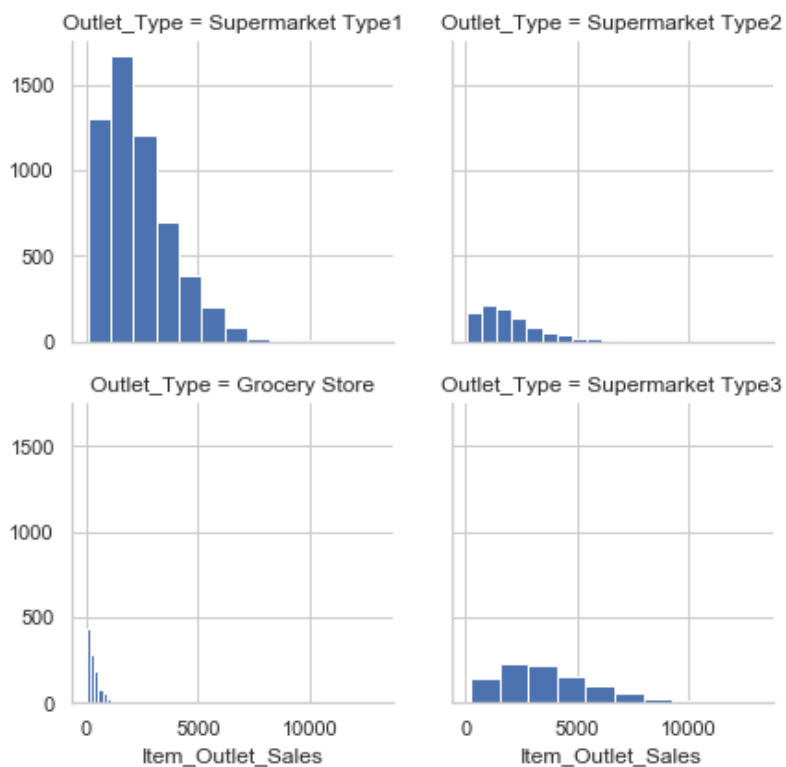 Outlet_Type = Supermarket Type1
Outlet_Type = Supermarket Type2
1500
1000
500
0
Outlet_Type = Grocery Store
Outlet_Type = Supermarket Type3
1500
1000
500
0
0 5000 10000
0 5000 10000
Item_Outlet_Sales
Item_Outlet_Sales